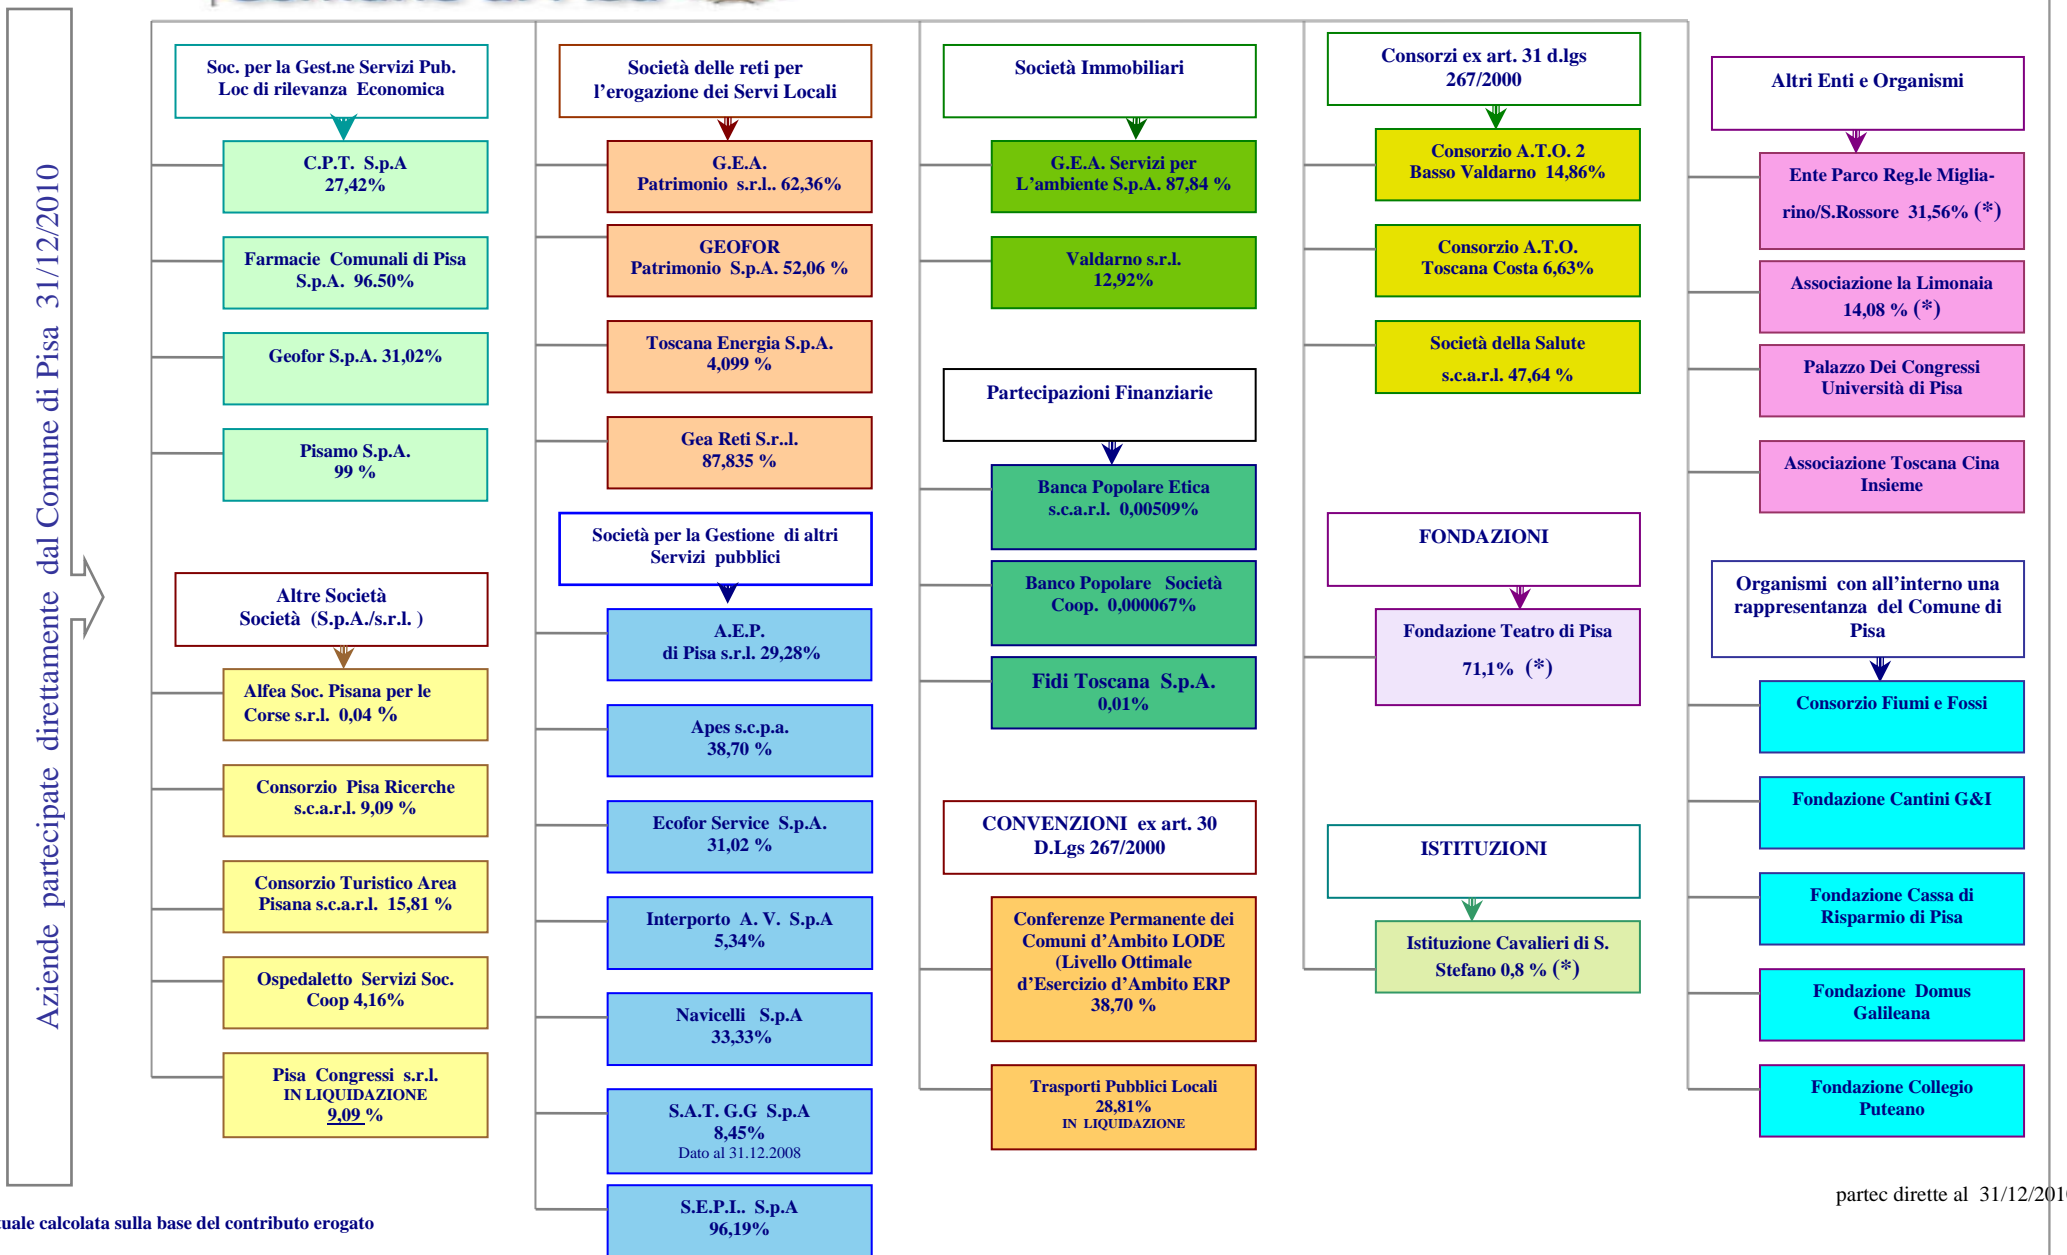 Comune di Pisa
Aziende partecipate direttamente dal Comune di Pisa 31/12/2010
Soc. per la Gest.ne Servizi Pub.
Loc di rilevanza Economica
C.P.T. S.p.A
27,42%
Farmacie Comunali di Pisa
S.p.A. 96.50%
Geofor S.p.A. 31,02%
Pisamo S.p.A.
99 %
Altre Società
Società (S.p.A./s.r.l. )
Alfea Soc. Pisana per le
Corse s.r.l. 0,04 %
Consorzio Pisa Ricerche
s.c.a.r.l. 9,09 %
Consorzio Turistico Area
Pisana s.c.a.r.l. 15,81 %
Ospedaletto Servizi Soc.
Coop 4,16%
Pisa Congressi s.r.l.
IN LIQUIDAZIONE
9,09 %
Società delle reti per
l’erogazione dei Servi Locali
G.E.A.
Patrimonio s.r.l.. 62,36%
GEOFOR
Patrimonio S.p.A. 52,06 %
Toscana Energia S.p.A.
4,099 %
Gea Reti S.r..l.
87,835 %
Società per la Gestione di altri
Servizi pubblici
A.E.P.
di Pisa s.r.l. 29,28%
Apes s.c.p.a.
38,70 %
Ecofor Service S.p.A.
31,02 %
Interporto A. V. S.p.A
5,34%
Navicelli S.p.A
33,33%
S.A.T. G.G S.p.A
8,45%
Dato al 31.12.2008
S.E.P.I.. S.p.A
96,19%
Società Immobiliari
G.E.A. Servizi per
L’ambiente S.p.A. 87,84 %
Valdarno s.r.l.
12,92%
Partecipazioni Finanziarie
Banca Popolare Etica
s.c.a.r.l. 0,00509%
Banco Popolare Società
Coop. 0,000067%
Fidi Toscana S.p.A.
0,01%
CONVENZIONI ex art. 30
D.Lgs 267/2000
Conferenze Permanente dei
Comuni d’Ambito LODE
(Livello Ottimale
d’Esercizio d’Ambito ERP
38,70 %
Trasporti Pubblici Locali
28,81%
IN LIQUIDAZIONE
Consorzi ex art. 31 d.lgs
267/2000
Consorzio A.T.O. 2
Basso Valdarno 14,86%
Consorzio A.T.O.
Toscana Costa 6,63%
Società della Salute
s.c.a.r.l. 47,64 %
FONDAZIONI
Fondazione Teatro di Pisa
71,1% (*)
ISTITUZIONI
Istituzione Cavalieri di S.
Stefano 0,8 % (*)
Altri Enti e Organismi
Ente Parco Reg.le Miglia-
rino/S.Rossore 31,56% (*)
Associazione la Limonaia
14,08 % (*)
Palazzo Dei Congressi
Università di Pisa
Associazione Toscana Cina
Insieme
Organismi con all’interno una
rappresentanza del Comune di
Pisa
Consorzio Fiumi e Fossi
Fondazione Cantini G&I
Fondazione Cassa di
Risparmio di Pisa
Fondazione Domus
Galileana
Fondazione Collegio
Puteano
partec dirette al 31/12/2010
tuale calcolata sulla base del contributo erogato